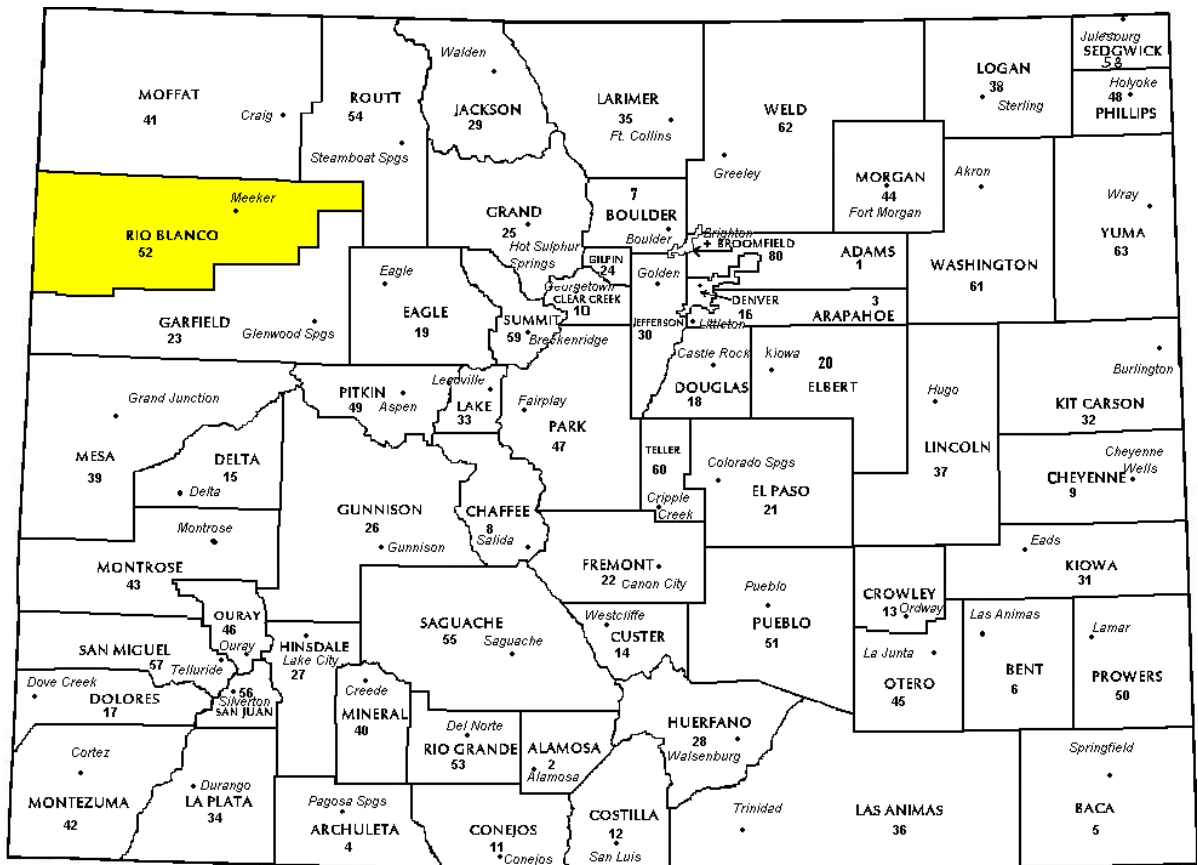 MOFFAT
41
Craig
ROUTT
54
Steamboat Spgs
Walden
JACKSON
29
LARIMER
35
Ft. Collins
WELD
62
Greeley
LOGAN
38
Sterling
Julesburg
SEDGWICK
58
Holyoke
48
PHILLIPS
MORGAN
44
Fort Morgan
Akron
WASHINGTON
61
Wray
YUMA
63
Meeker
RIO BLANCO
52
GRAND
25
Hot Sulphur
Springs
7
BOULDER
Boulder
Brighton
+ BROOMFIELD
80
ADAMS
1
GILPIN
24
Georgetown
CLEAR CREEK
10
Golden
JEFFERSON
30
DENVER
16
3
ARAPAHOE
Littleton
GARFIELD
23
Glenwood Spgs
Eagle
EAGLE
19
SUMMIT
59
Breckenridge
Castle Rock
DOUGLAS
18
kiowa
20
ELBERT
Hugo
LINCOLN
37
Burlington
KIT CARSON
32
Grand Junction
MESA
39
PITKIN
49
Aspen
Leadville
LAKE
33
Fairplay
PARK
47
TELLER
60
Cripple
Creek
Colorado Spgs
EL PASO
21
Cheyenne
Wells
CHEYENNE
9
DELTA
15
Delta
GUNNISON
26
Gunnison
CHAFFEE
8
Salida
Montrose
MONTROSE
43
FREMONT
22
Canon City
Pueblo
PUEBLO
51
CROWLEY
13
Ordway
Eads
KIOWA
31
OURAY
46
Ouray
HINSDALE
Lake City
27
SAGUACHE
55
Saguache
Westcliffe
CUSTER
14
La Junta
OTERO
45
Las Animas
BENT
6
Lamar
PROWERS
50
SAN MIGUEL
57
Telluride
Dove Creek
DOLORES
17
56
Silverton
SAN JUAN
Creede
MINERAL
40
Del Norte
RIO GRANDE
53
ALAMOSA
2
Alamosa
HUERFANO
28
Walsenburg
Cortez
MONTEZUMA
42
Durango
LA PLATA
34
Pagosa Spgs
ARCHULETA
4
CONEJOS
11
Conejos
COSTILLA
12
San Luis
Trinidad
LAS ANIMAS
36
Springfield
BACA
5